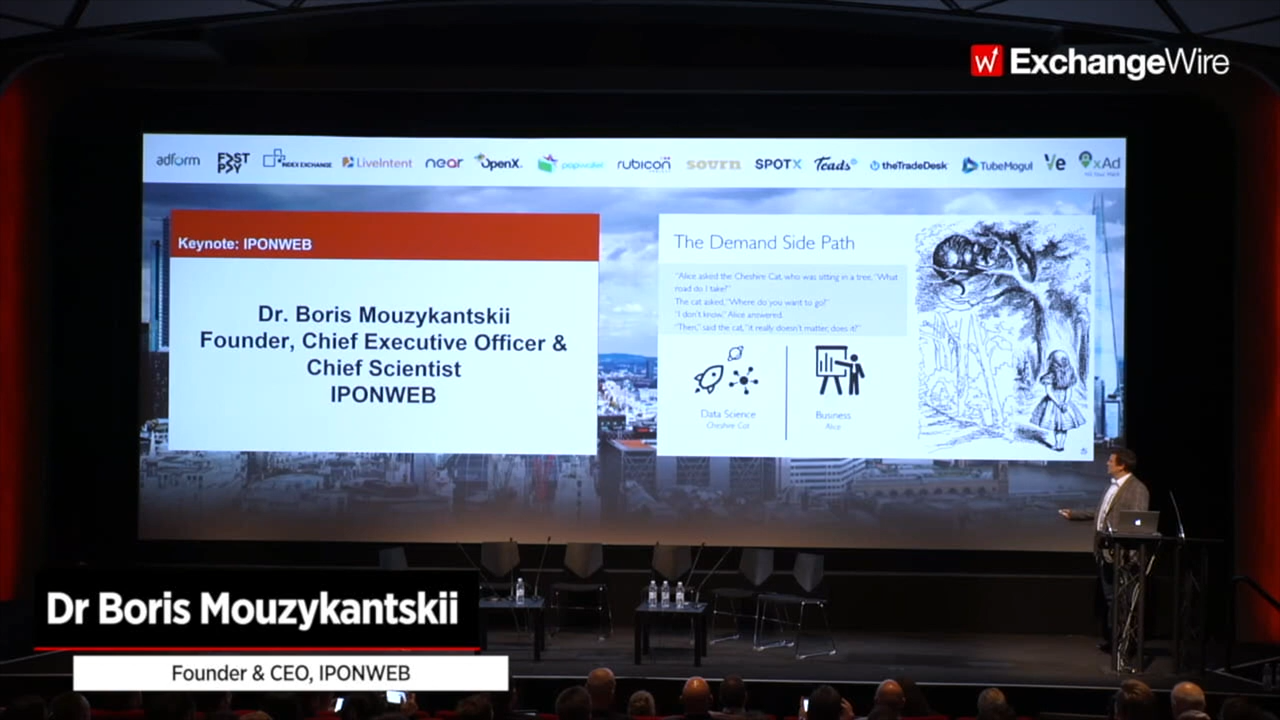 ExchangeWire
adform
INDEX EXCHANGE
LiveIntent
near
OpenX
rubicon
sovrn
SPOTX
Teads
theTradeDesk
TubeMogul
Ve
xAd
Keynote: IPONWEB
Dr. Boris Mouzykantskii
Founder, Chief Executive Officer &
Chief Scientist
IPONWEB
The Demand Side Path
"Alice asked the Cheshire Cat, who was sitting in a tree, "What
road do I take?"
The cat asked, "Where do you want to go?"
"I don't know," Alice answered.
"Then," said the cat, "it really doesn't matter, does it?"
Data Science
Cheshire Cat
Business
Alice
Dr Boris Mouzykantskii
Founder & CEO, IPONWEB